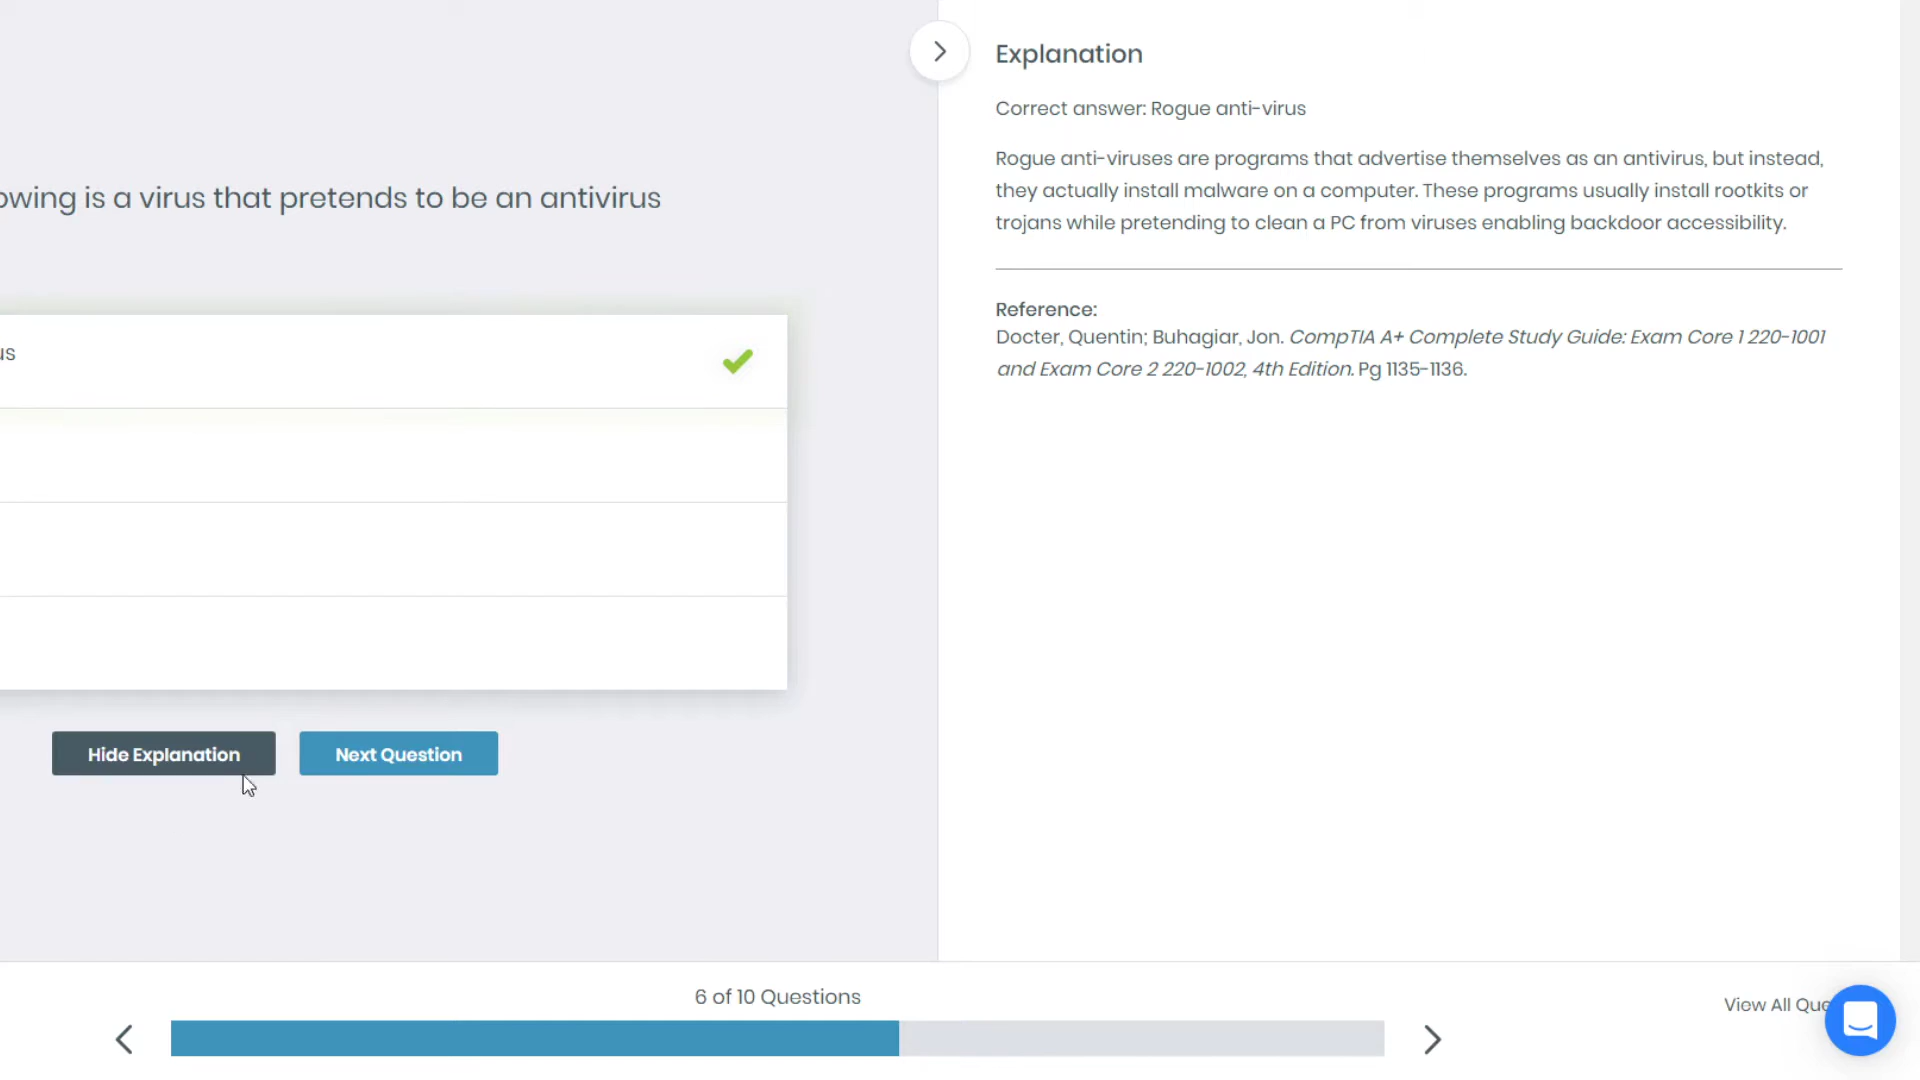 Explanation
Correct answer: Rogue anti-virus
Rogue anti-viruses are programs that advertise themselves as an antivirus, but instead,
they actually install malware on a computer. These programs usually install rootkits or
trojans while pretending to clean a PC from viruses enabling backdoor accessibility.
Reference:
Docter, Quentin; Buhagiar, Jon. CompTIA A+ Complete Study Guide: Exam Core 1 220-1001
and Exam Core 2 220-1002, 4th Edition. Pg 1135-1136.
owing is a virus that pretends to be an antivirus
us
Hide Explanation
Next Question
6 of 10 Questions
View All Que